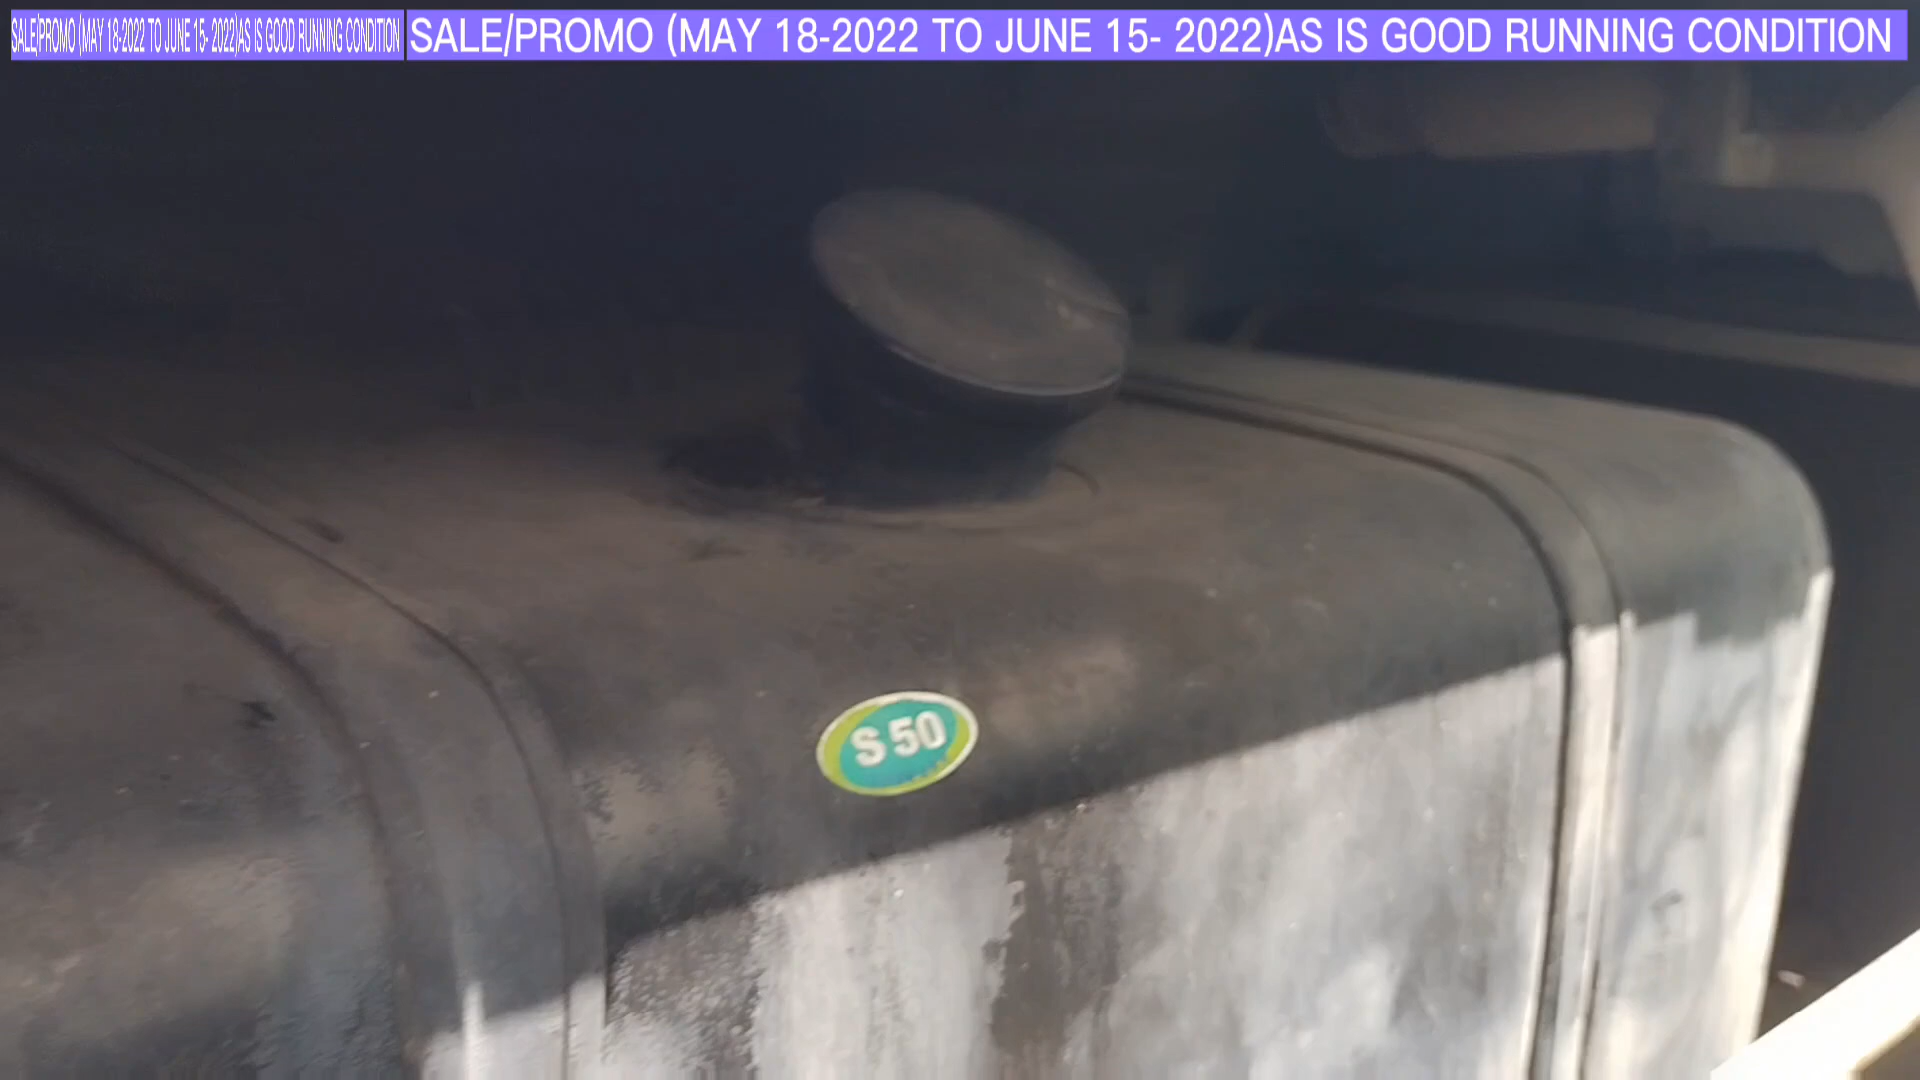 SALE/PROMO (MAY 18-2022 TO JUNE 15- 2022)AS IS GOOD RUNNING CONDITION
SALE/PROMO (MAY 18-2022 TO JUNE 15- 2022)AS IS GOOD RUNNING CONDITION
S 50